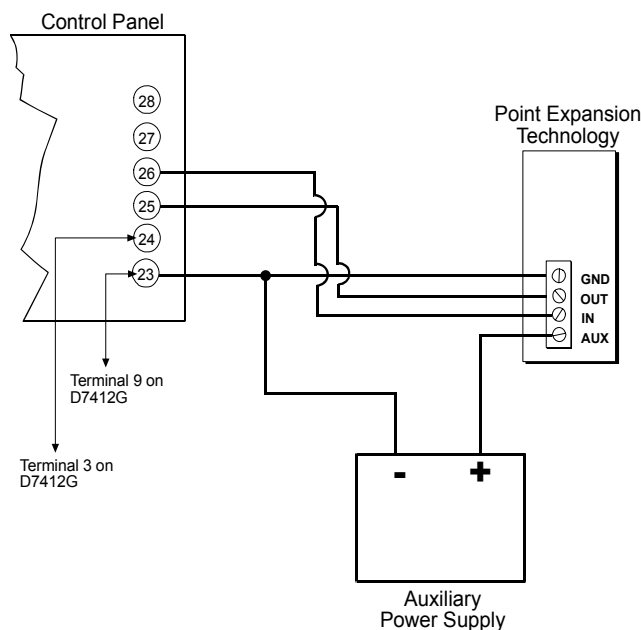 Control Panel
28
27
26
25
24
23
Point Expansion
Technology
GND
OUT
IN
AUX
Terminal 9 on
D7412G
Terminal 3 on
D7412G
- +
Auxiliary
Power Supply